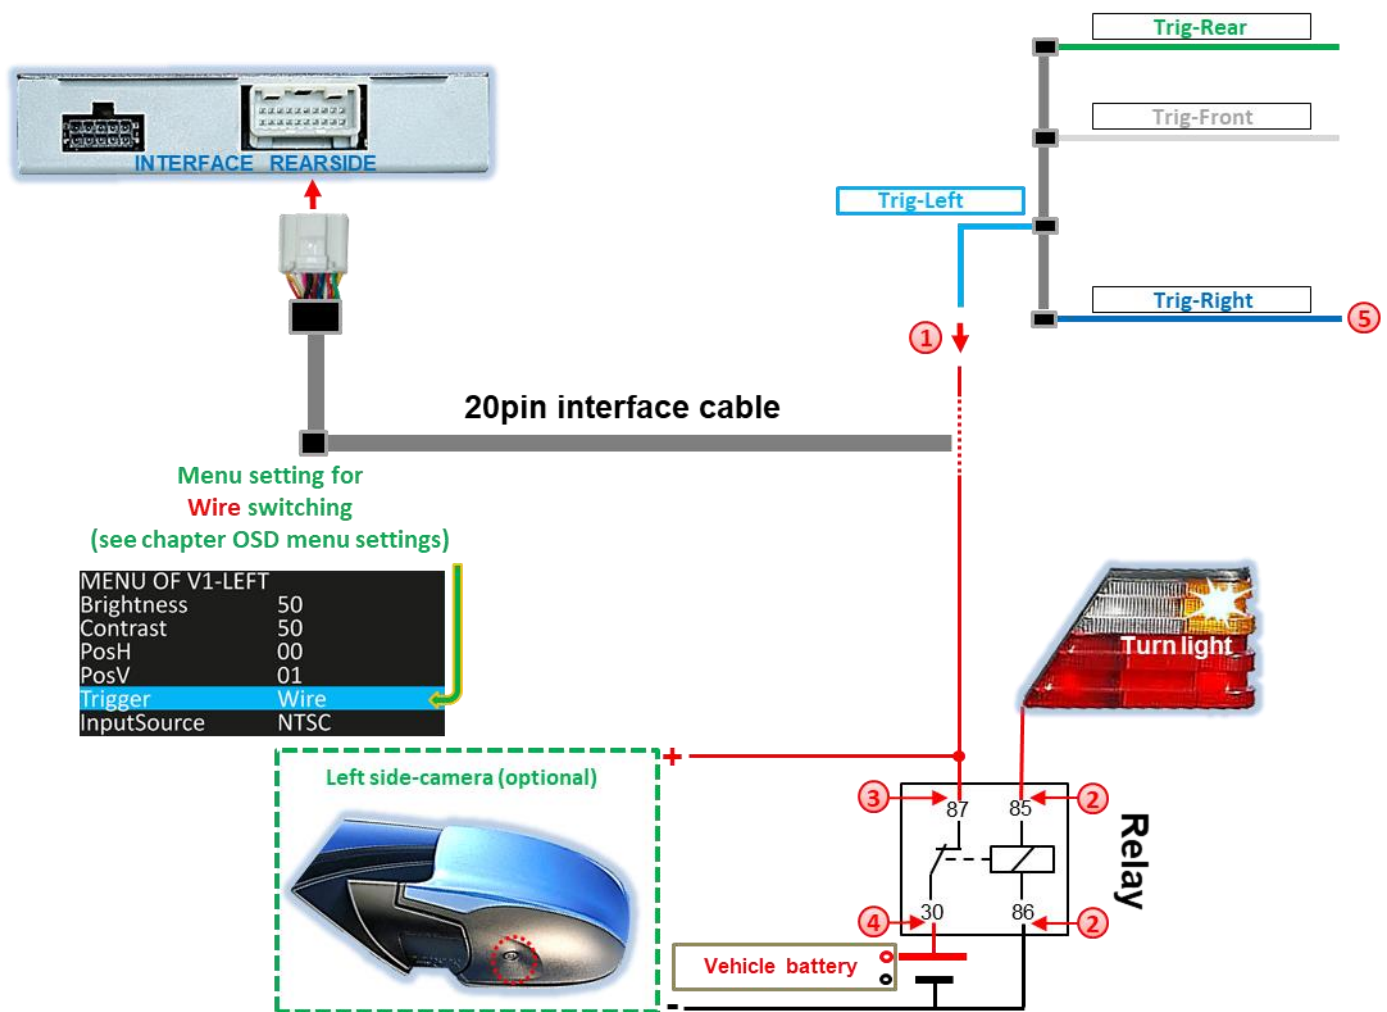 Trig-Rear
Trig-Front
INTERFACE REARSIDE
Trig-Left
Trig-Right
5
1
20pin interface cable
Menu setting for
Wire switching
(see chapter OSD menu settings)
MENU OF V1-LEFT
Brightness 50
Contrast 50
PosH 00
PosV 01
Trigger Wire
InputSource NTSC
Turn light
+
Left side-camera (optional)
3
87
85
2
Relay
4
30
86
2
Vehicle battery
-